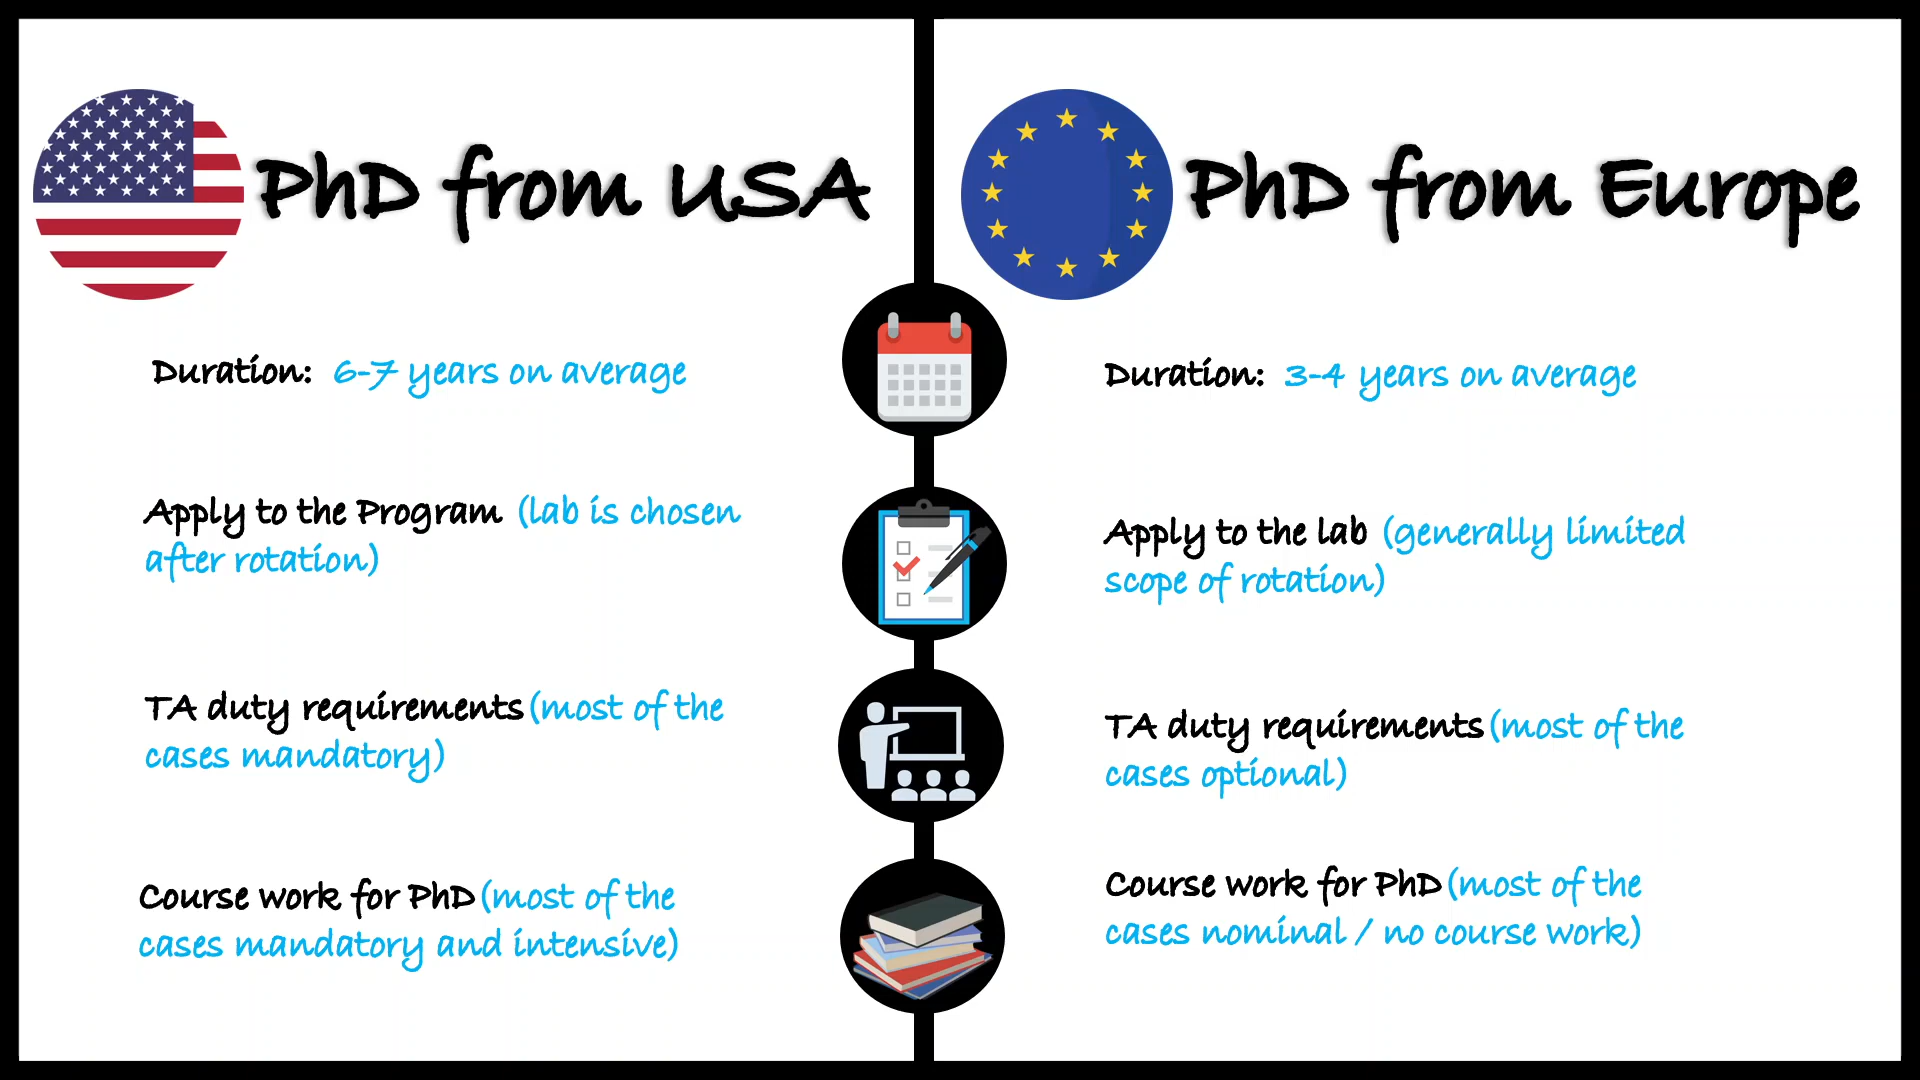 PhD from USA
Duration: 6-7 years on average
Apply to the Program (lab is chosen
after rotation)
TA duty requirements (most of the
cases mandatory)
Course work for PhD (most of the
cases mandatory and intensive)
PhD from Europe
Duration: 3-4 years on average
Apply to the lab (generally limited
scope of rotation)
TA duty requirements (most of the
cases optional)
Course work for PhD (most of the
cases nominal / no course work)